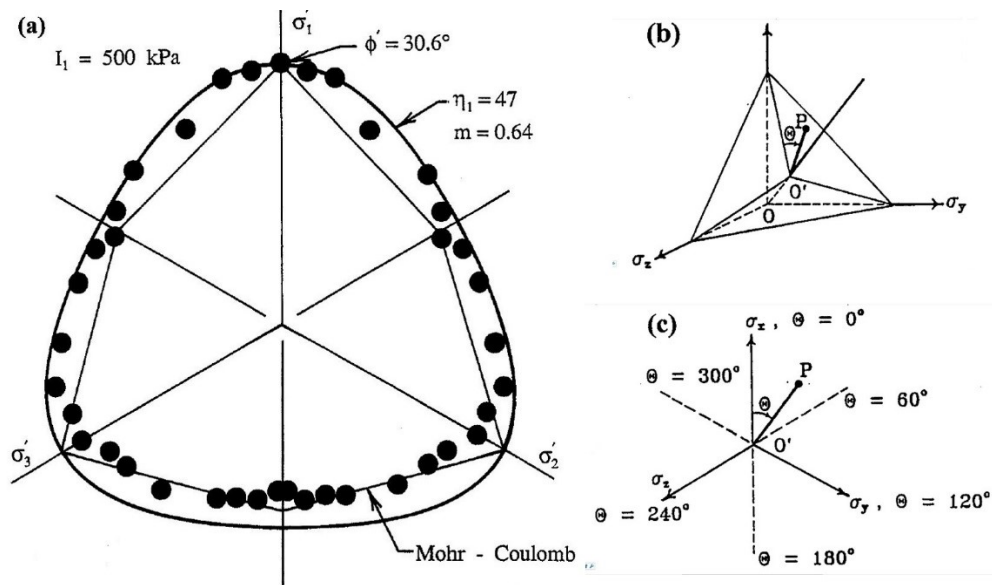 (a)
I₁ = 500 kPa
σ′₁
ϕ′ = 30.6°
η₁ = 47
m = 0.64
σ′₃
σ′₂
Mohr - Coulomb
(b)
P
Θ
O′
O
σy
σz
(c)
σx , Θ = 0°
Θ = 300°
P
Θ
Θ = 60°
O′
σz
Θ = 240°
σy , Θ = 120°
Θ = 180°